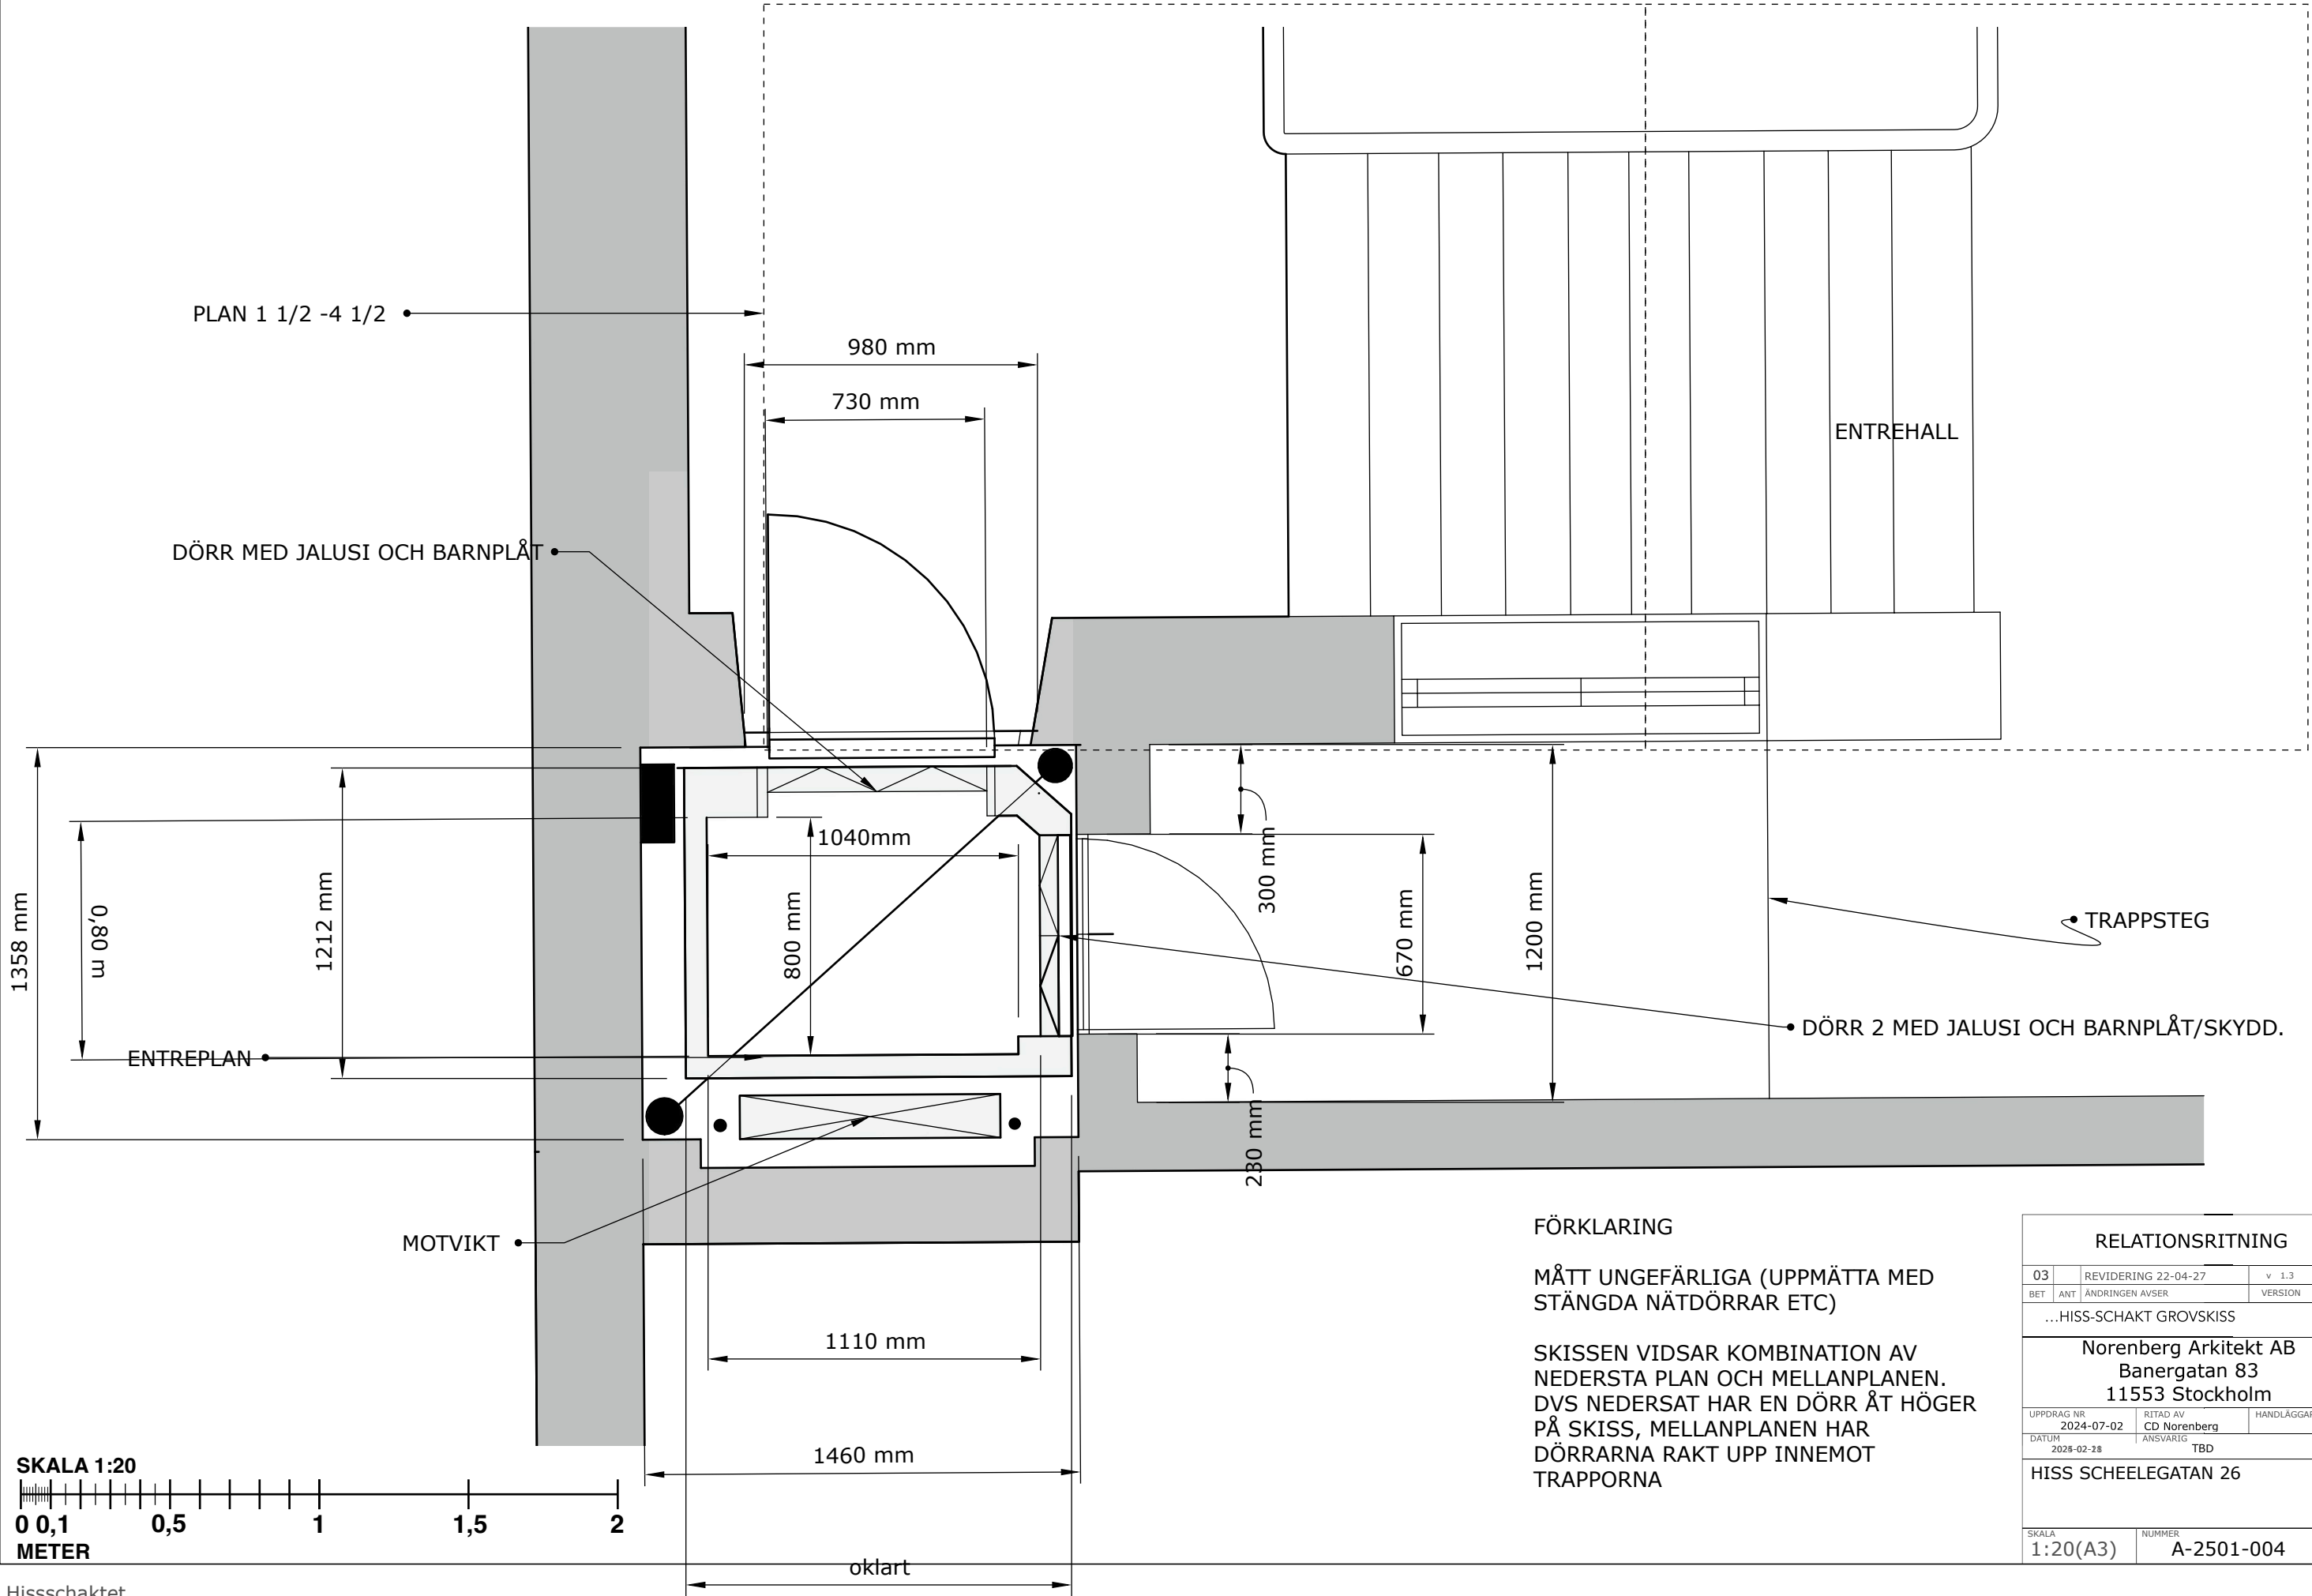 PLAN 1 1/2 -4 1/2
980 mm
730 mm
ENTREHALL
DÖRR MED JALUSI OCH BARNPLÅT
1358 mm
0,80 m
1212 mm
1040mm
800 mm
300 mm
670 mm
1200 mm
TRAPPSTEG
DÖRR 2 MED JALUSI OCH BARNPLÅT/SKYDD.
ENTREPLAN
230 mm
MOTVIKT
1110 mm
1460 mm
oklart
FÖRKLARING
MÅTT UNGEFÄRLIGA (UPPMÄTTA MED
STÄNGDA NÄTDÖRRAR ETC)
SKISSEN VIDSAR KOMBINATION AV
NEDERSTA PLAN OCH MELLANPLANEN.
DVS NEDERSAT HAR EN DÖRR ÅT HÖGER
PÅ SKISS, MELLANPLANEN HAR
DÖRRARNA RAKT UPP INNEMOT
TRAPPORNA
RELATIONSRITNING
03 REVIDERING 22-04-27 v 1.3
BET ANT ÄNDRINGEN AVSER VERSION
...HISS-SCHAKT GROVSKISS
Norenberg Arkitekt AB
Banergatan 83
11553 Stockholm
UPPDRAG NR RITAD AV HANDLÄGGAR
2024-07-02 CD Norenberg
DATUM ANSVARIG
TBD
HISS SCHEELEGATAN 26
SKALA NUMMER
1:20(A3) A-2501-004
SKALA 1:20
0 0,1 0,5 1 1,5 2
METER
Hissschaktet